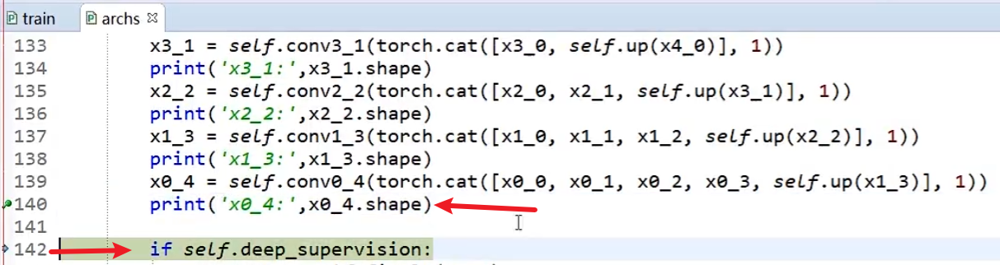 train archs
133 x3_1 = self.conv3_1(torch.cat([x3_0, self.up(x4_0)], 1))
134 print('x3_1:',x3_1.shape)
135 x2_2 = self.conv2_2(torch.cat([x2_0, x2_1, self.up(x3_1)], 1))
136 print('x2_2:',x2_2.shape)
137 x1_3 = self.conv1_3(torch.cat([x1_0, x1_1, x1_2, self.up(x2_2)], 1))
138 print('x1_3:',x1_3.shape)
139 x0_4 = self.conv0_4(torch.cat([x0_0, x0_1, x0_2, x0_3, self.up(x1_3)], 1))
140 print('x0_4:',x0_4.shape)
141
142 if self.deep_supervision: